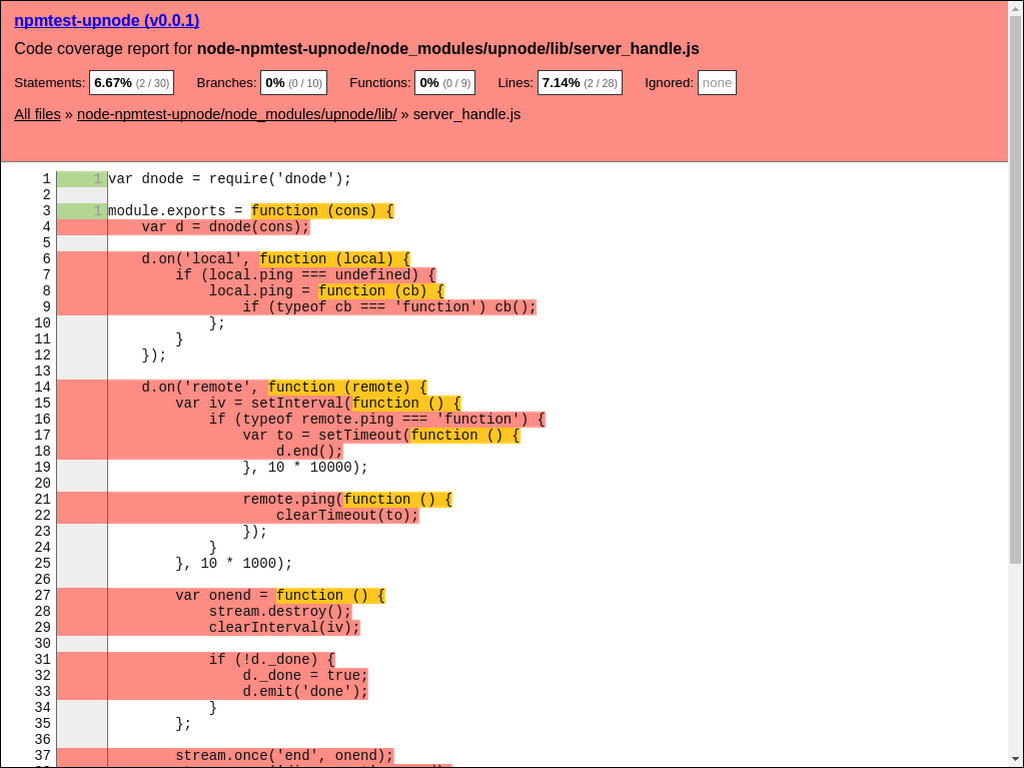 npmtest-upnode (v0.0.1)
Code coverage report for node-npmtest-upnode/node_modules/upnode/lib/server_handle.js
Statements: 6.67% (2 / 30) Branches: 0% (0 / 10) Functions: 0% (0 / 9) Lines: 7.14% (2 / 28) Ignored: none
All files » node-npmtest-upnode/node_modules/upnode/lib/ » server_handle.js
1 1 var dnode = require('dnode');
2
3 1 module.exports = function (cons) {
4 var d = dnode(cons);
5
6 d.on('local', function (local) {
7 if (local.ping === undefined) {
8 local.ping = function (cb) {
9 if (typeof cb === 'function') cb();
10 };
11 }
12 });
13
14 d.on('remote', function (remote) {
15 var iv = setInterval(function () {
16 if (typeof remote.ping === 'function') {
17 var to = setTimeout(function () {
18 d.end();
19 }, 10 * 10000);
20
21 remote.ping(function () {
22 clearTimeout(to);
23 });
24 }
25 }, 10 * 1000);
26
27 var onend = function () {
28 stream.destroy();
29 clearInterval(iv);
30
31 if (!d._done) {
32 d._done = true;
33 d.emit('done');
34 }
35 };
36
37 stream.once('end', onend);